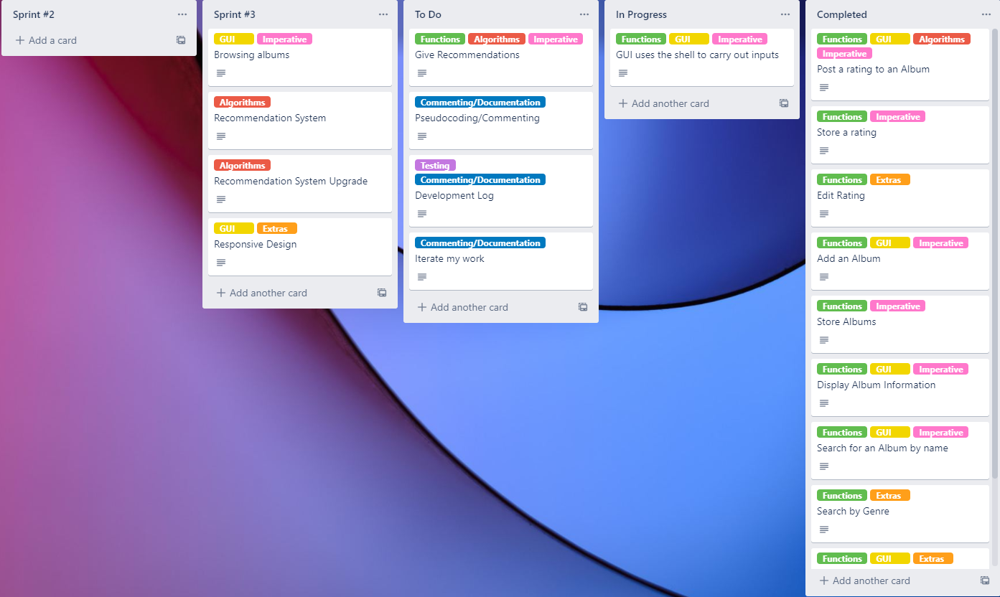 Sprint #2
Add a card
Sprint #3
GUI Imperative
Browsing albums
Algorithms
Recommendation System
Algorithms
Recommendation System Upgrade
GUI Extras
Responsive Design
Add another card
To Do
Functions Algorithms Imperative
Give Recommendations
Commenting/Documentation
Pseudocoding/Commenting
Testing
Commenting/Documentation
Development Log
Commenting/Documentation
Iterate my work
Add another card
In Progress
Functions GUI Imperative
GUI uses the shell to carry out inputs
Add another card
Completed
Functions GUI Algorithms
Imperative
Post a rating to an Album
Functions Imperative
Store a rating
Functions Extras
Edit Rating
Functions GUI Imperative
Add an Album
Functions Imperative
Store Albums
Functions GUI Imperative
Display Album Information
Functions GUI Imperative
Search for an Album by name
Functions Extras
Search by Genre
Functions GUI Extras
Add another card